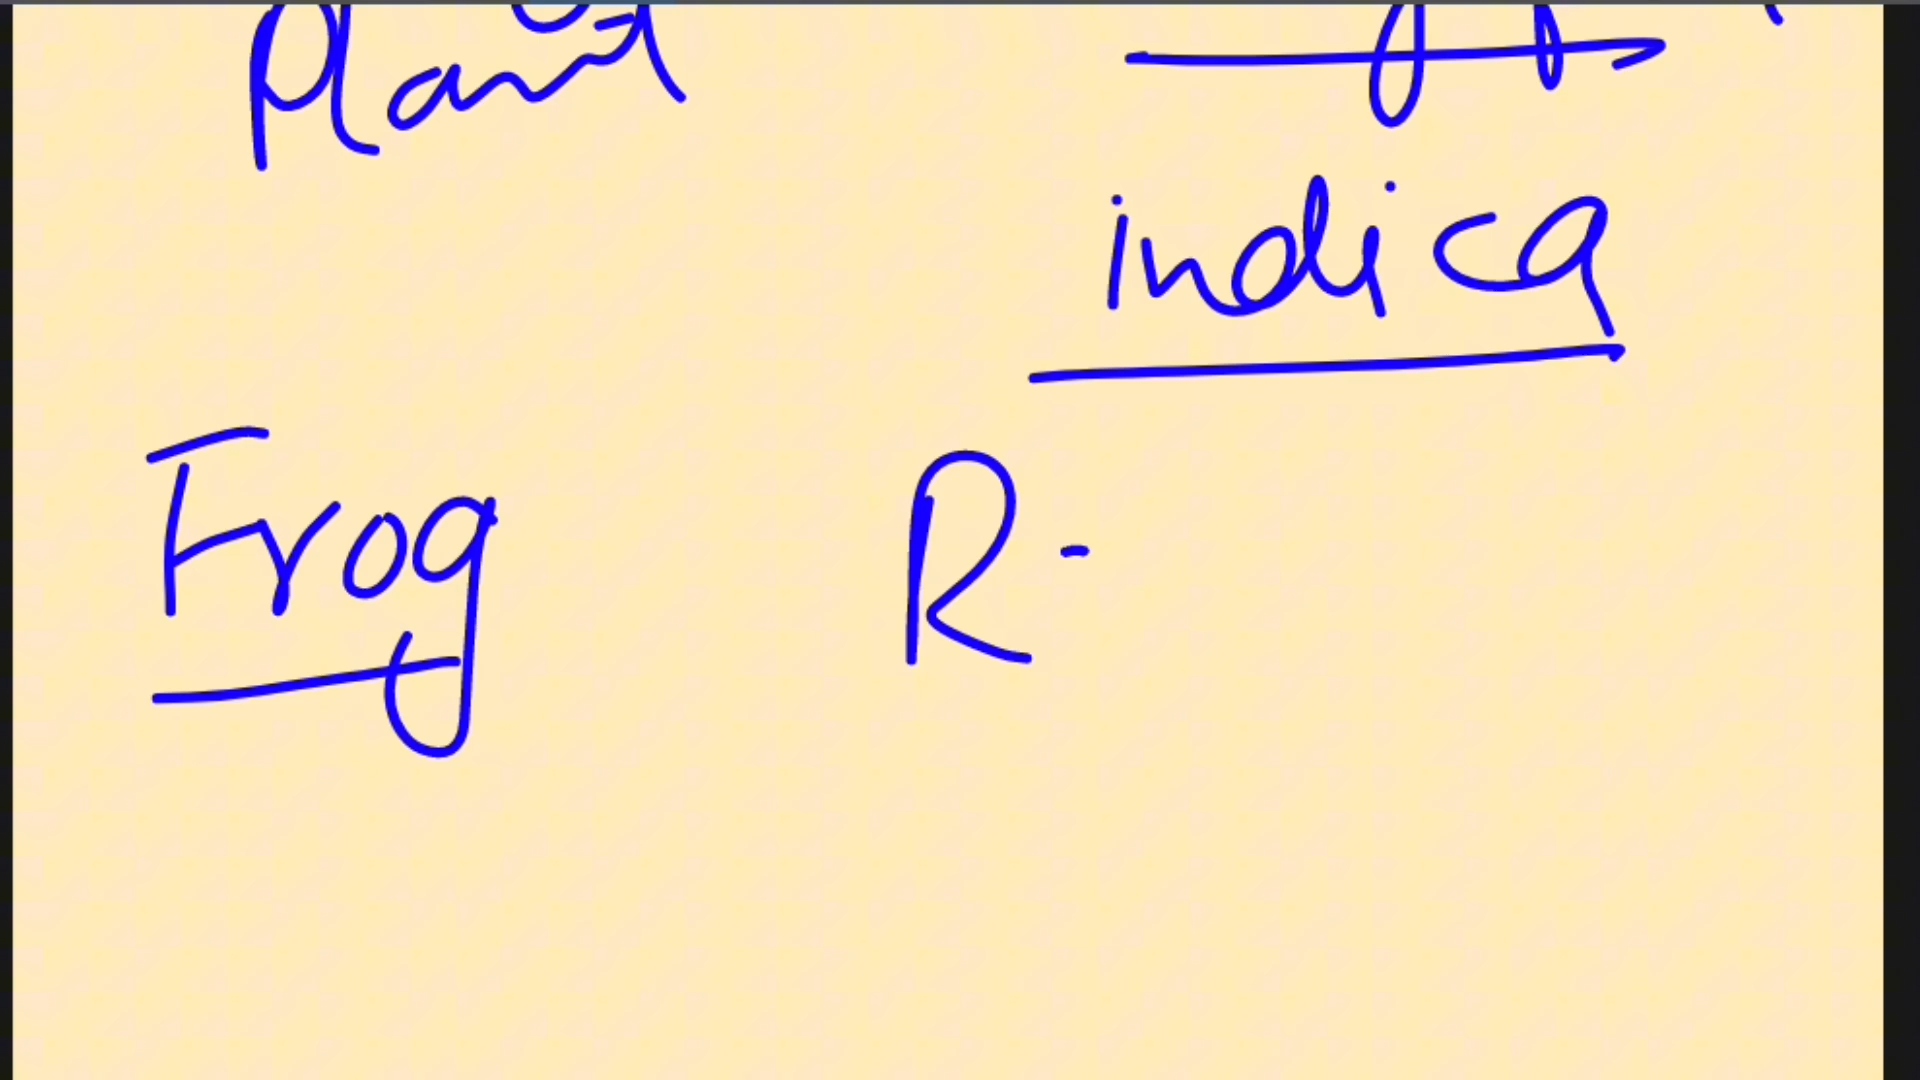 Plant
indica
Frog R -